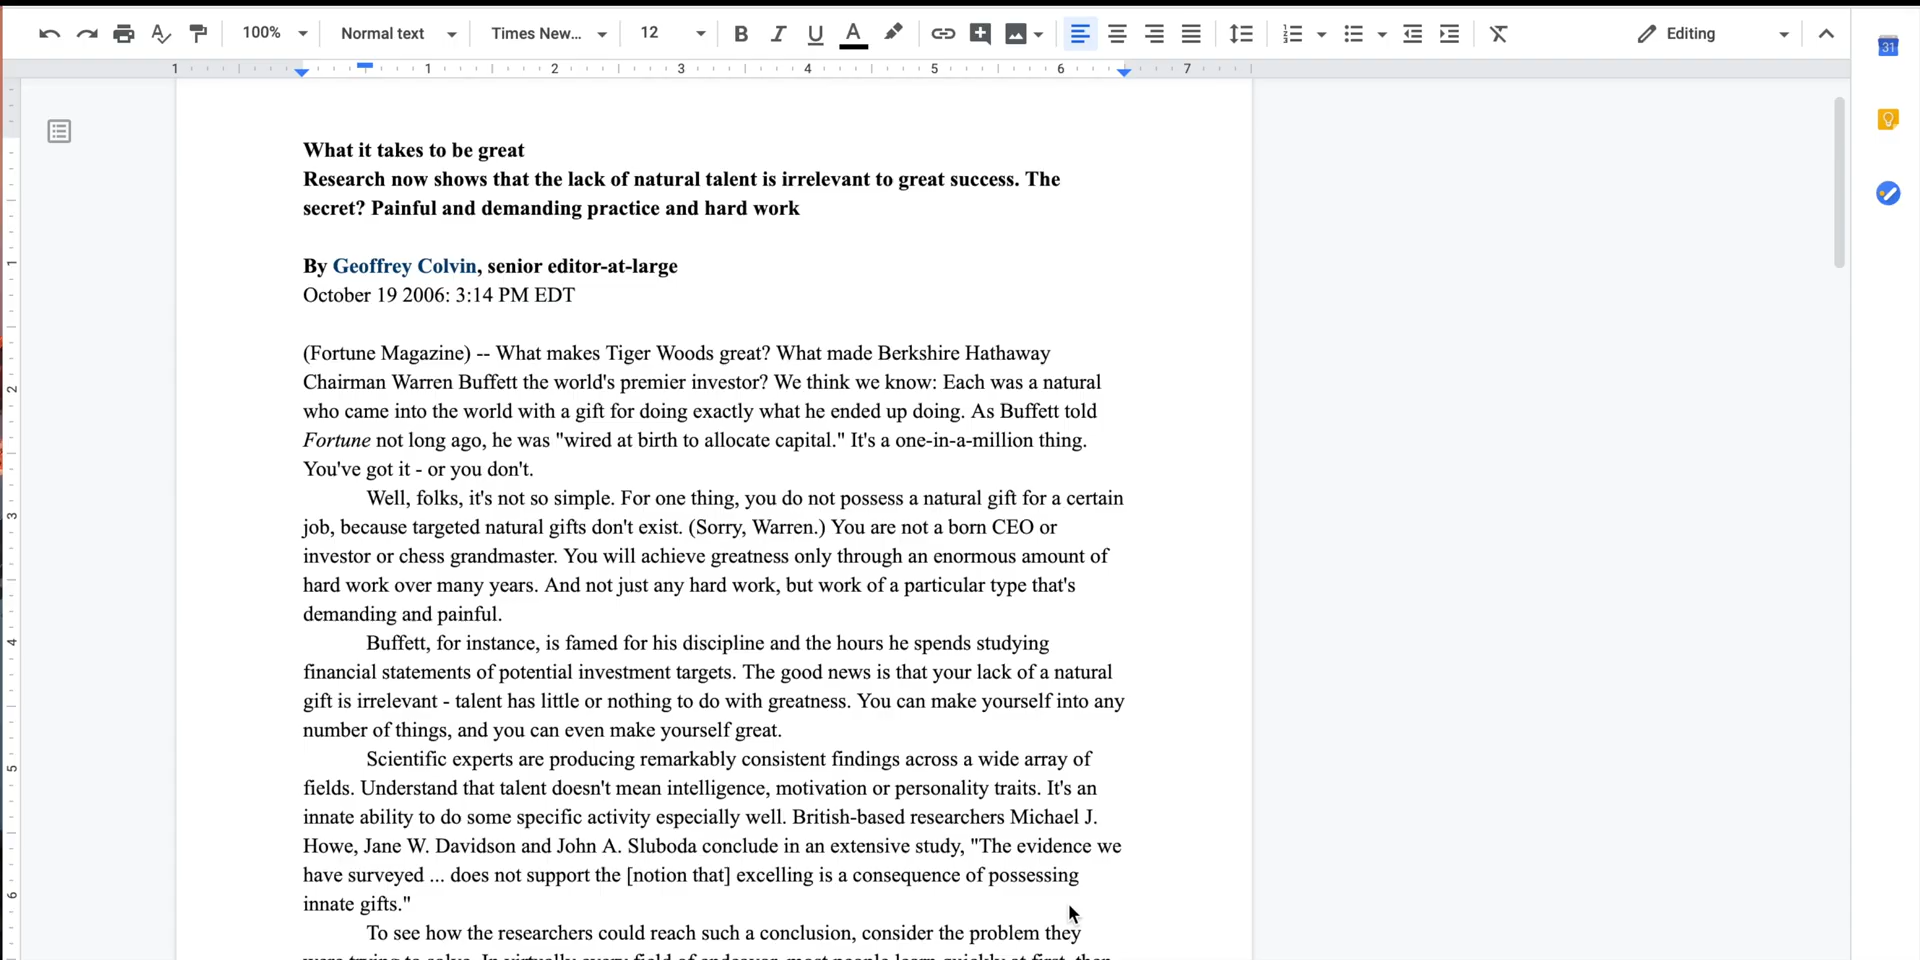 100% Normal text Times New... 12 Editing
1 1 2 3 4 5 6 7
31
What it takes to be great
Research now shows that the lack of natural talent is irrelevant to great success. The
secret? Painful and demanding practice and hard work
By Geoffrey Colvin, senior editor-at-large
October 19 2006: 3:14 PM EDT
(Fortune Magazine) -- What makes Tiger Woods great? What made Berkshire Hathaway
Chairman Warren Buffett the world's premier investor? We think we know: Each was a natural
who came into the world with a gift for doing exactly what he ended up doing. As Buffett told
Fortune not long ago, he was "wired at birth to allocate capital." It's a one-in-a-million thing.
You've got it - or you don't.
Well, folks, it's not so simple. For one thing, you do not possess a natural gift for a certain
job, because targeted natural gifts don't exist. (Sorry, Warren.) You are not a born CEO or
investor or chess grandmaster. You will achieve greatness only through an enormous amount of
hard work over many years. And not just any hard work, but work of a particular type that's
demanding and painful.
Buffett, for instance, is famed for his discipline and the hours he spends studying
financial statements of potential investment targets. The good news is that your lack of a natural
gift is irrelevant - talent has little or nothing to do with greatness. You can make yourself into any
number of things, and you can even make yourself great.
Scientific experts are producing remarkably consistent findings across a wide array of
fields. Understand that talent doesn't mean intelligence, motivation or personality traits. It's an
innate ability to do some specific activity especially well. British-based researchers Michael J.
Howe, Jane W. Davidson and John A. Sluboda conclude in an extensive study, "The evidence we
have surveyed ... does not support the [notion that] excelling is a consequence of possessing
innate gifts."
To see how the researchers could reach such a conclusion, consider the problem they
1
2
3
4
5
6